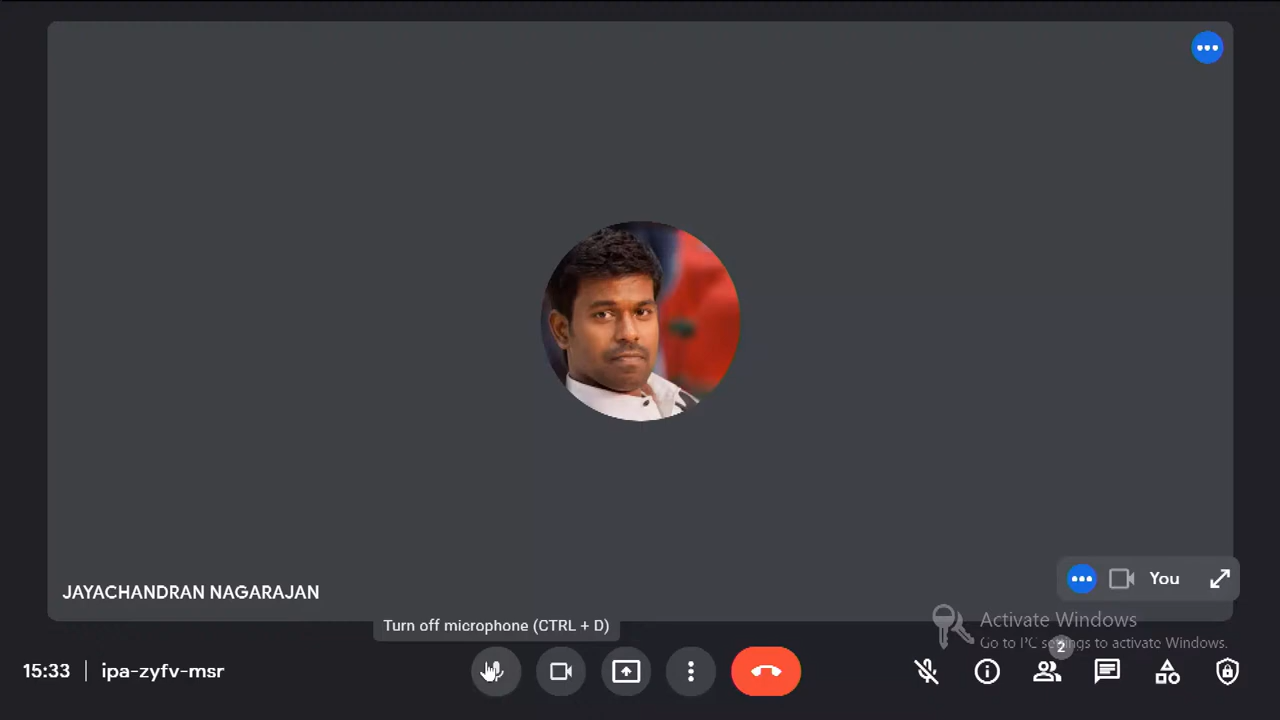 JAYACHANDRAN NAGARAJAN
You
Turn off microphone (CTRL + D)
Activate Windows
Go to PC settings to activate Windows.
2
15:33 | ipa-zyfv-msr